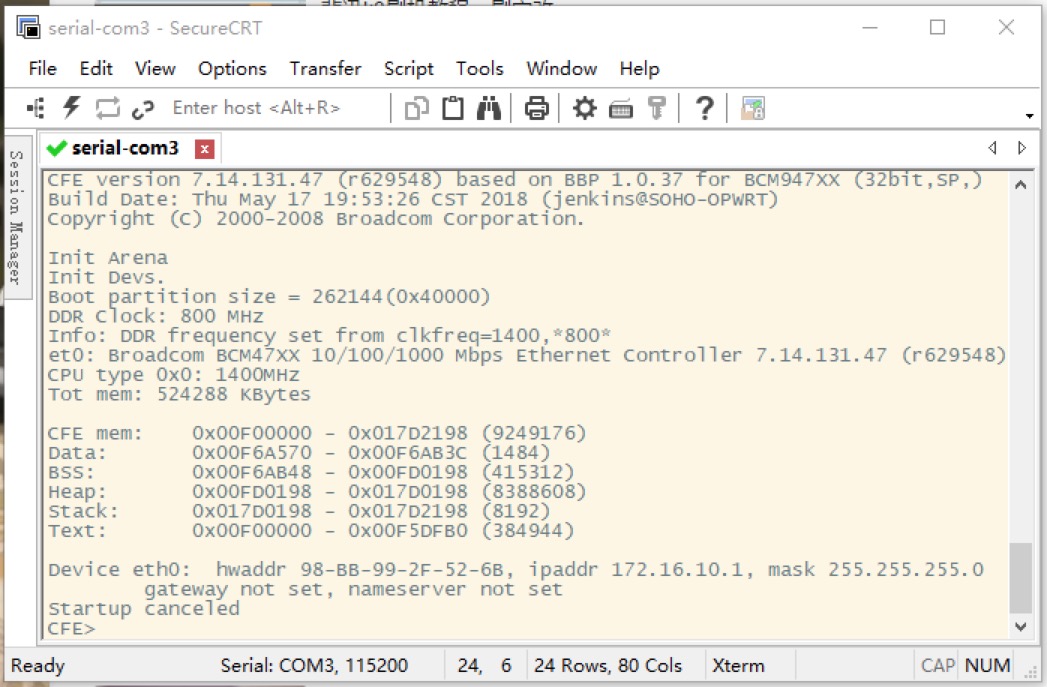 serial-com3 - SecureCRT
File Edit View Options Transfer Script Tools Window Help
Enter host <Alt+R>
serial-com3
Session Manager
CFE version 7.14.131.47 (r629548) based on BBP 1.0.37 for BCM947XX (32bit,SP,)
Build Date: Thu May 17 19:53:26 CST 2018 (jenkins@SOHO-OPWRT)
Copyright (C) 2000-2008 Broadcom Corporation.
Init Arena
Init Devs.
Boot partition size = 262144(0x40000)
DDR Clock: 800 MHz
Info: DDR frequency set from clkfreq=1400,*800*
et0: Broadcom BCM47XX 10/100/1000 Mbps Ethernet Controller 7.14.131.47 (r629548)
CPU type 0x0: 1400MHz
Tot mem: 524288 KBytes
CFE mem:    0x00F00000 - 0x017D2198 (9249176)
Data:       0x00F6A570 - 0x00F6AB3C (1484)
BSS:        0x00F6AB48 - 0x00FD0198 (415312)
Heap:       0x00FD0198 - 0x017D0198 (8388608)
Stack:      0x017D0198 - 0x017D2198 (8192)
Text:       0x00F00000 - 0x00F5DFB0 (384944)
Device eth0:  hwaddr 98-BB-99-2F-52-6B, ipaddr 172.16.10.1, mask 255.255.255.0
gateway not set, nameserver not set
Startup canceled
CFE>
Ready Serial: COM3, 115200 24, 6 24 Rows, 80 Cols Xterm CAP NUM